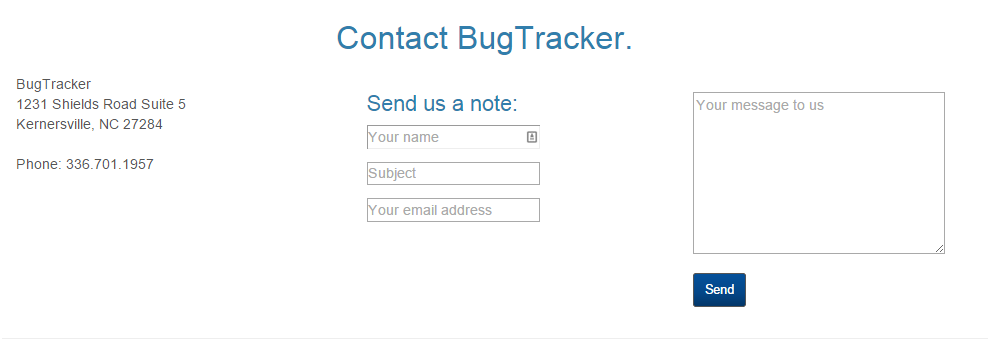 Contact BugTracker.
BugTracker
1231 Shields Road Suite 5
Kernersville, NC 27284
Phone: 336.701.1957
Send us a note:
Your name
Subject
Your email address
Your message to us
Send